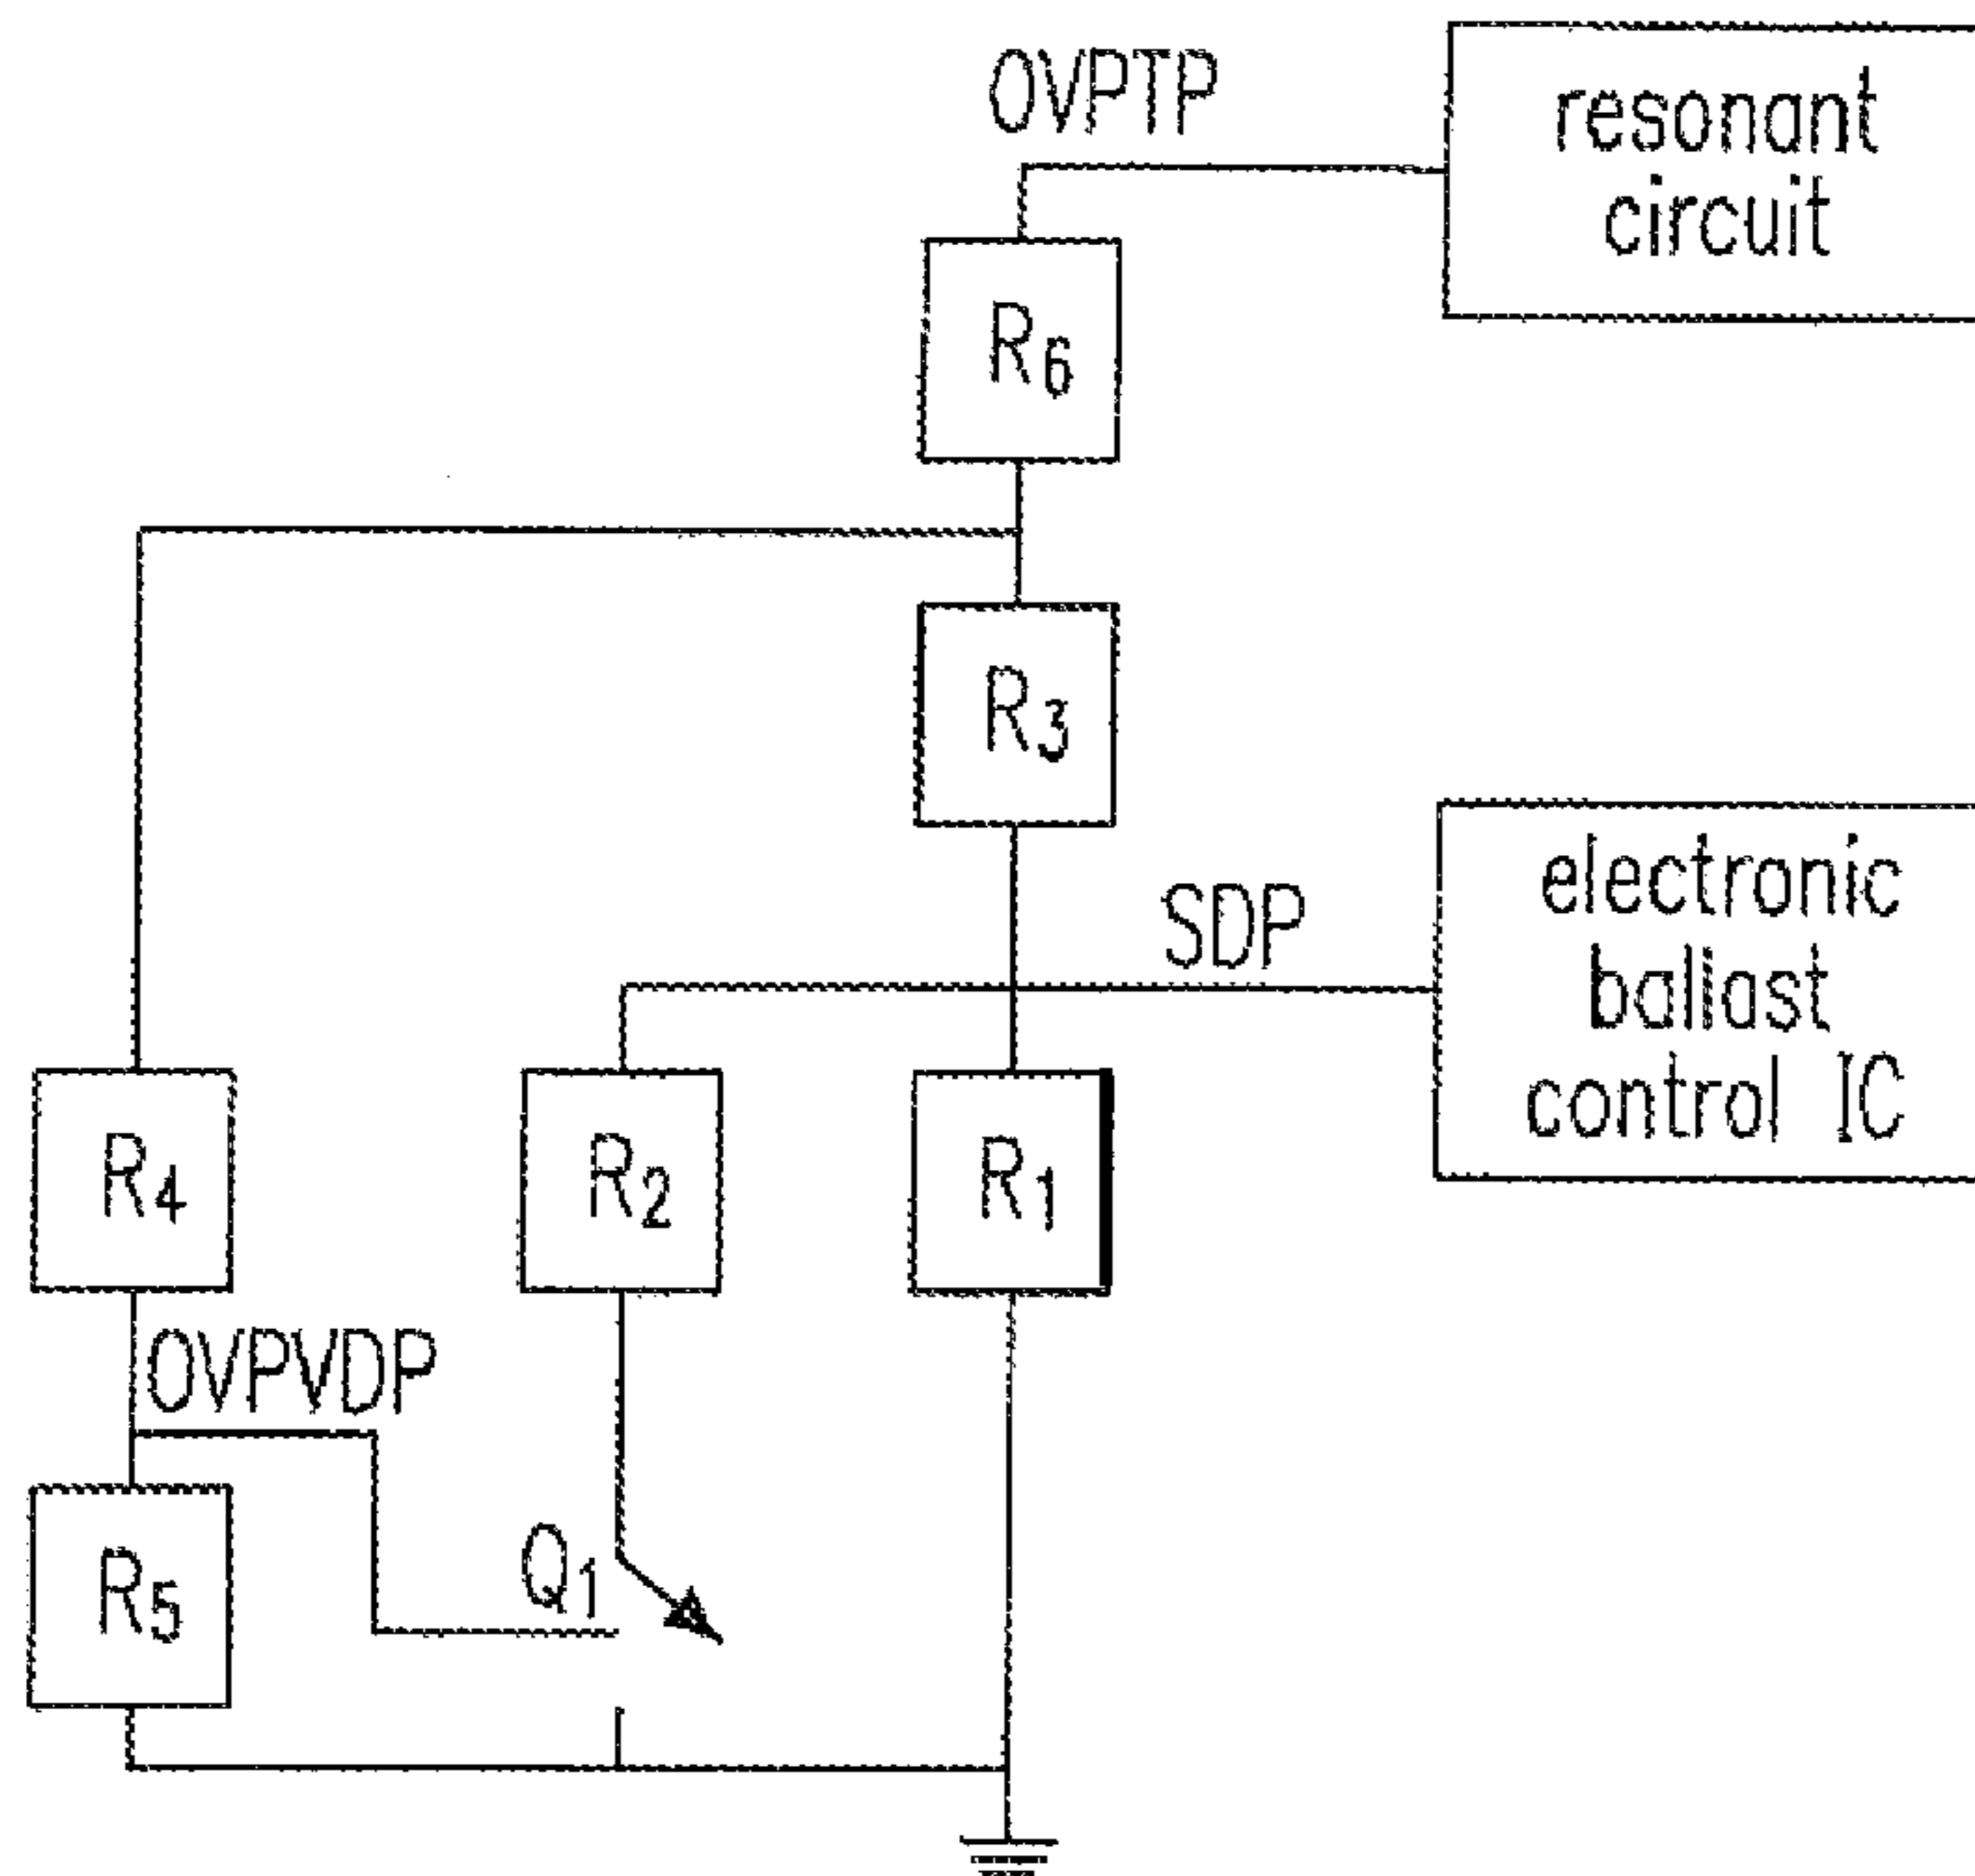 OVPTP
resonant
circuit
R6
R3
SDP
electronic
ballast
control IC
R4
R2
R1
OVPVDP
R5
Q1